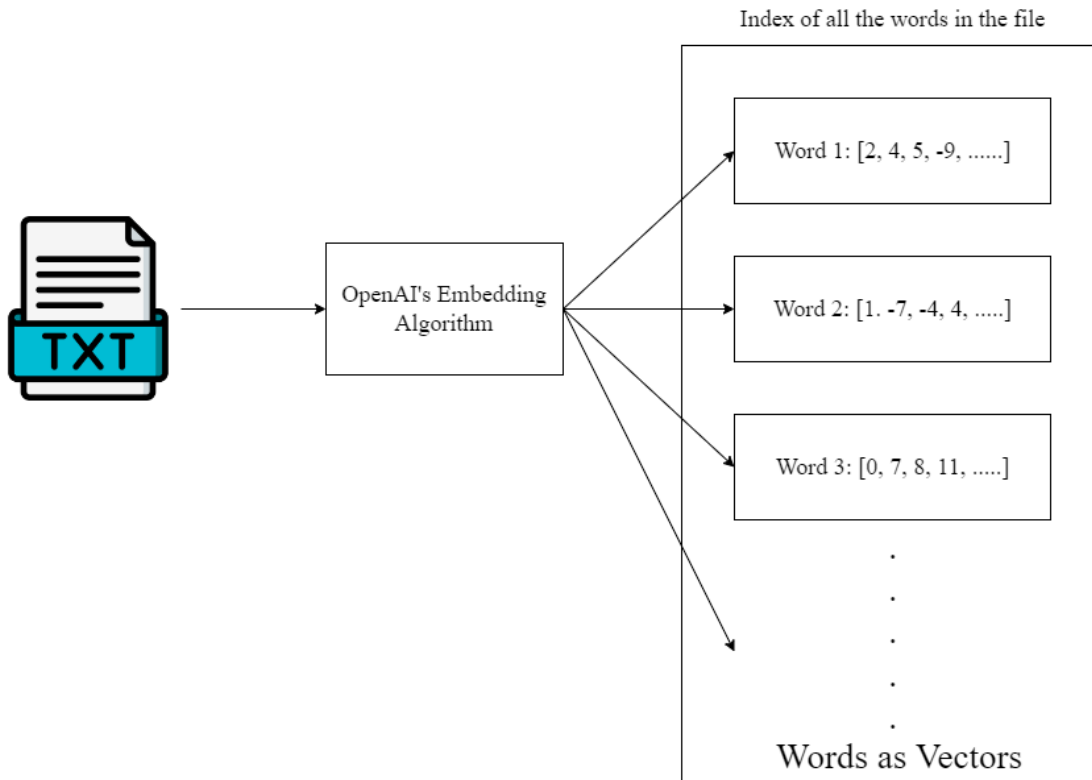 Index of all the words in the file
Word 1: [2, 4, 5, -9, ......]
TXT
OpenAI's Embedding
Algorithm
Word 2: [1. -7, -4, 4, .....]
Word 3: [0, 7, 8, 11, .....]
Words as Vectors